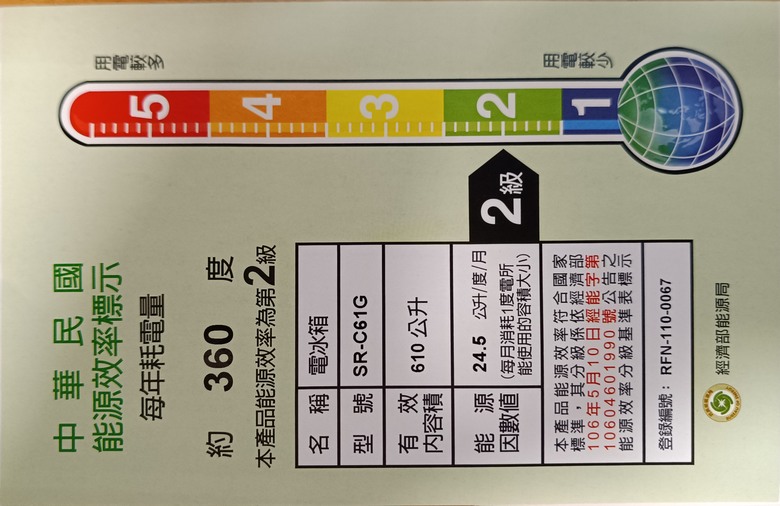 中華民國
能源效率標示
每年耗電量
約 360 度
本產品能源效率為第2級
名稱 電冰箱
型號 SR-C61G
有效內容積 610 公升
能源因數值 24.5 公升/度/月
(每月消耗1度電所
能使用的容積大小)
本產品能源效率符合國家
標準，其分級係依經濟部
106年5月10日經能字第
10604601990號公告之
能源效率分級基準表標示
登錄編號： RFN-110-0067
經濟部能源局
用電較多
5
4
3
2
1
用電較少
2級